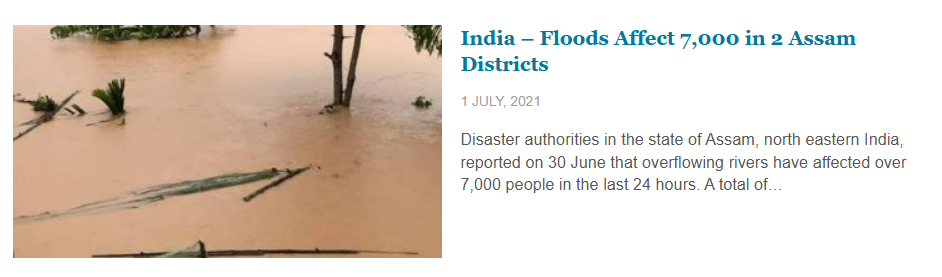 India – Floods Affect 7,000 in 2 Assam
Districts
1 JULY, 2021
Disaster authorities in the state of Assam, north eastern India,
reported on 30 June that overflowing rivers have affected over
7,000 people in the last 24 hours. A total of…